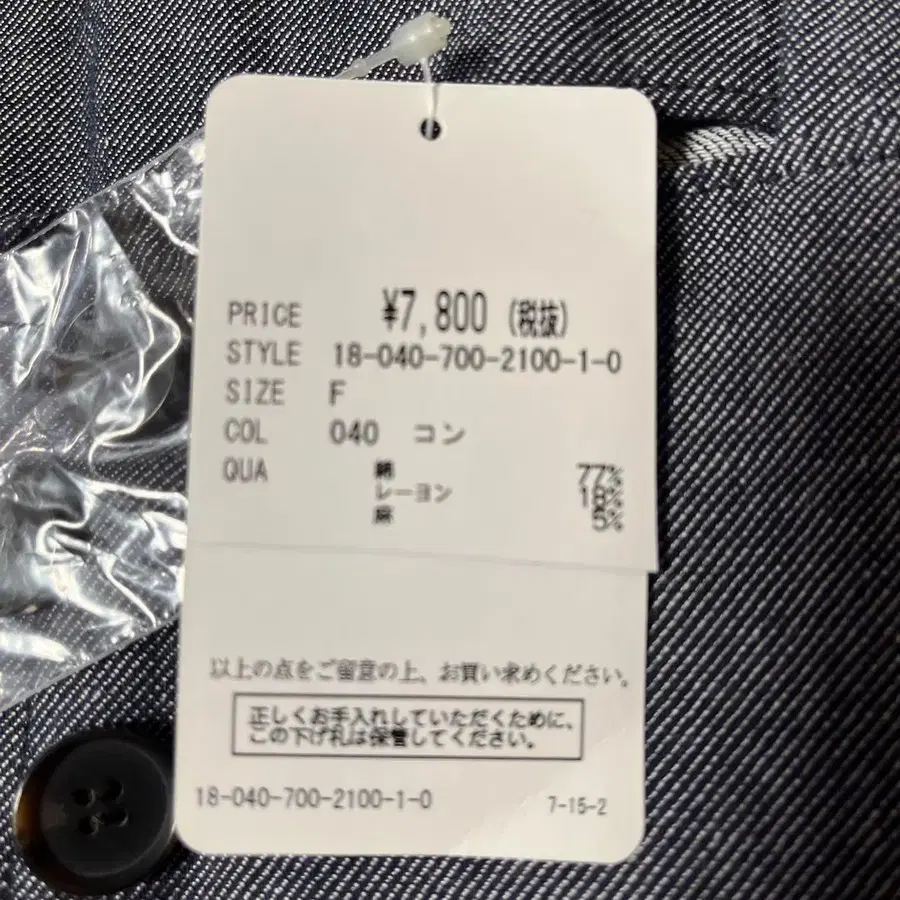 PRICE ¥7,800 (税抜)
STYLE 18-040-700-2100-1-0
SIZE F
COL 040 コン
QUA 綿 77%
レーヨン 18%
麻 5%
以上の点をご留意の上、お買い求めください。
正しくお手入れしていただくために、
この下げ札は保管してください。
18-040-700-2100-1-0 7-15-2